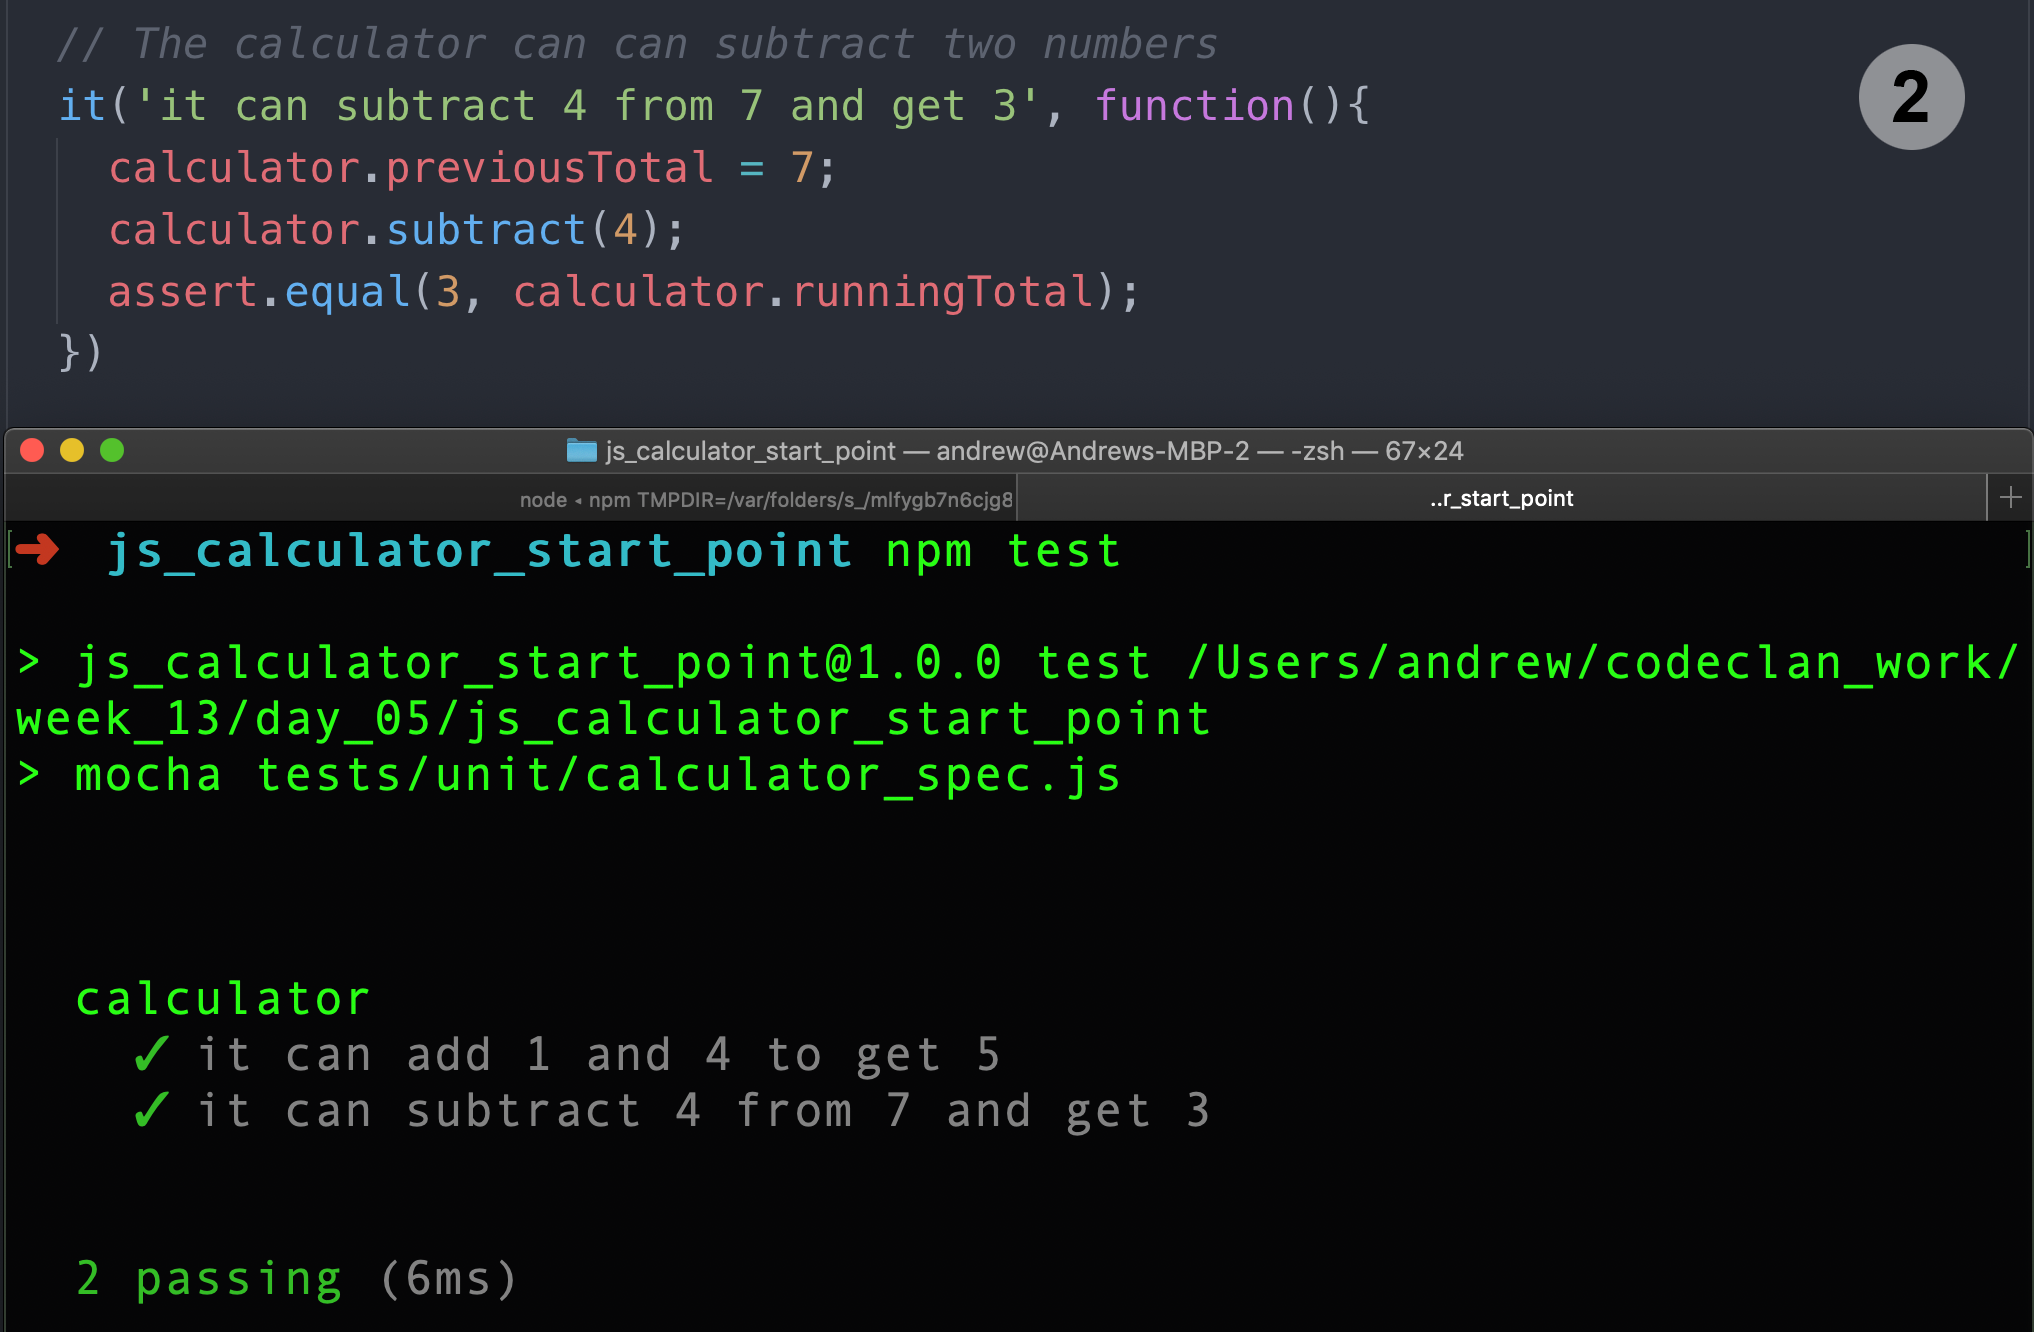 // The calculator can can subtract two numbers
it('it can subtract 4 from 7 and get 3', function(){
2
calculator.previousTotal = 7;
calculator.subtract(4);
assert.equal(3, calculator.runningTotal);
})
js_calculator_start_point — andrew@Andrews-MBP-2 — -zsh — 67×24
node ◂ npm TMPDIR=/var/folders/s_/mlfygb7n6cjg8
..r_start_point
+
[➜ js_calculator_start_point npm test ]
> js_calculator_start_point@1.0.0 test /Users/andrew/codeclan_work/
week_13/day_05/js_calculator_start_point
> mocha tests/unit/calculator_spec.js
calculator
✓ it can add 1 and 4 to get 5
✓ it can subtract 4 from 7 and get 3
2 passing (6ms)